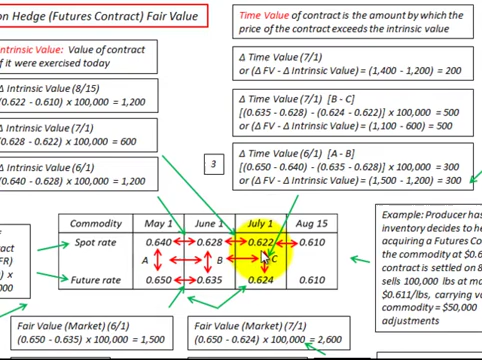 on Hedge (Futures Contract) Fair Value
Time Value of contract is the amount by which the
price of the contract exceeds the intrinsic value
Intrinsic Value: Value of contract
if it were exercised today
Δ Intrinsic Value (8/15)
(0.622 - 0.610) x 100,000 = 1,200
Δ Intrinsic Value (7/1)
(0.628 - 0.622) x 100,000 = 600
Δ Intrinsic Value (6/1)
(0.640 - 0.628) x 100,000 = 1,200
Δ Time Value (7/1)
or (Δ FV - Δ Intrinsic Value) = (1,400 - 1,200) = 200
Δ Time Value (7/1) [B - C]
[(0.635 - 0.628) - (0.624 - 0.622)] x 100,000 = 500
or (Δ FV - Δ Intrinsic Value) = (1,100 - 600) = 500
3
Δ Time Value (6/1) [A - B]
[(0.650 - 0.640) - (0.635 - 0.628)] x 100,000 = 300
or (Δ FV - Δ Intrinsic Value) = (1,500 - 1,200) = 300
Commodity May 1 June 1 July 1 Aug 15
Spot rate 0.640 0.628 0.622 0.610
A B C
Future rate 0.650 0.635 0.624 0.610
Fair Value (Market) (6/1)
(0.650 - 0.635) x 100,000 = 1,500
Fair Value (Market) (7/1)
(0.650 - 0.624) x 100,000 = 2,600
Example: Producer has
inventory decides to he
acquiring a Futures Co
the commodity at $0.6
contract is settled on 8
sells 100,000 lbs at ma
$0.611/lbs, carrying va
commodity = $50,000
adjustments